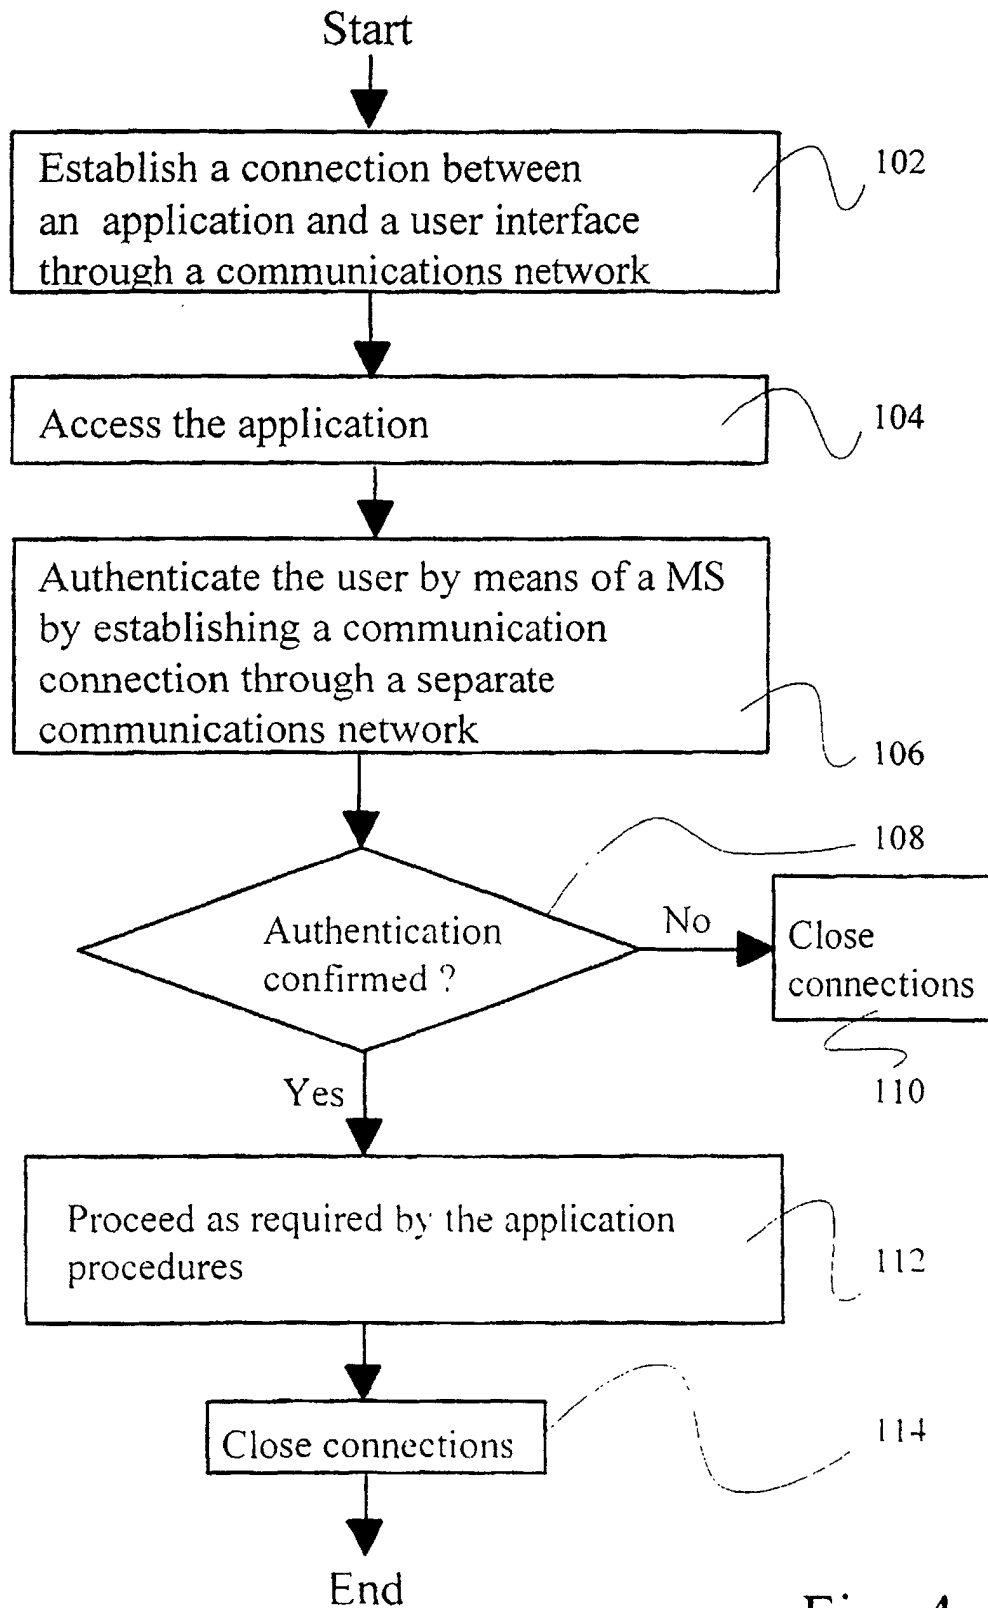 Start
Establish a connection between
an application and a user interface
through a communications network
102
Access the application
104
Authenticate the user by means of a MS
by establishing a communication
connection through a separate
communications network
106
108
Authentication
confirmed ?
No
Close
connections
110
Yes
Proceed as required by the application
procedures
112
Close connections
114
End
Fig. 4